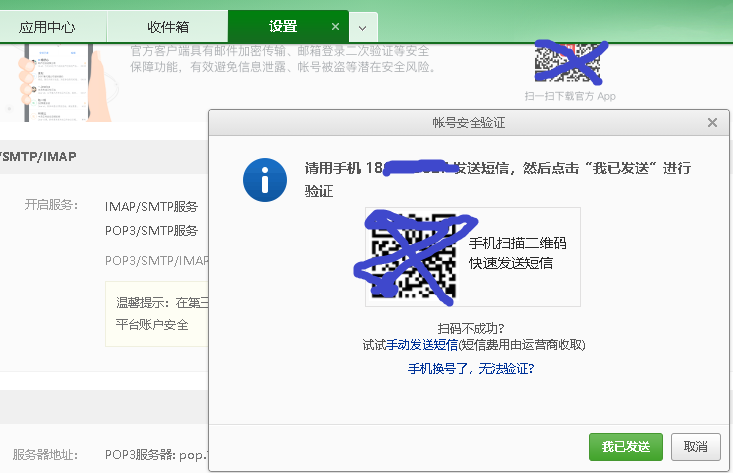 应用中心
收件箱
设置
官方客户端具有邮件加密传输、邮箱登录二次验证等安全
保障功能，有效避免信息泄露、帐号被盗等潜在安全风险。
扫一扫下载官方 App
帐号安全验证
/SMTP/IMAP
请用手机 18 发送短信，然后点击“我已发送”进行
验证
开启服务：
IMAP/SMTP服务
POP3/SMTP服务
POP3/SMTP/IMAP
手机扫描二维码
快速发送短信
温馨提示：在第三
平台账户安全
扫码不成功？
试试手动发送短信(短信费用由运营商收取)
手机换号了，无法验证？
我已发送
取消
服务器地址：
POP3服务器: pop.